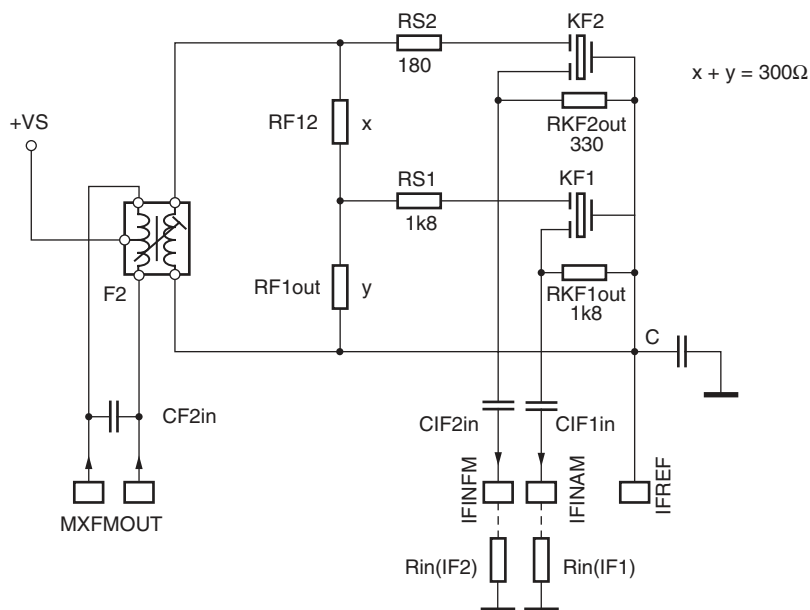 RS2
180
KF2
x + y = 300Ω
+VS
RF12
x
RKF2out
330
KF1
RS1
1k8
F2
RF1out
y
RKF1out
1k8
C
CF2in
CIF2in
CIF1in
IFINFM
IFINAM
IFREF
MXFMOUT
Rin(IF2)
Rin(IF1)